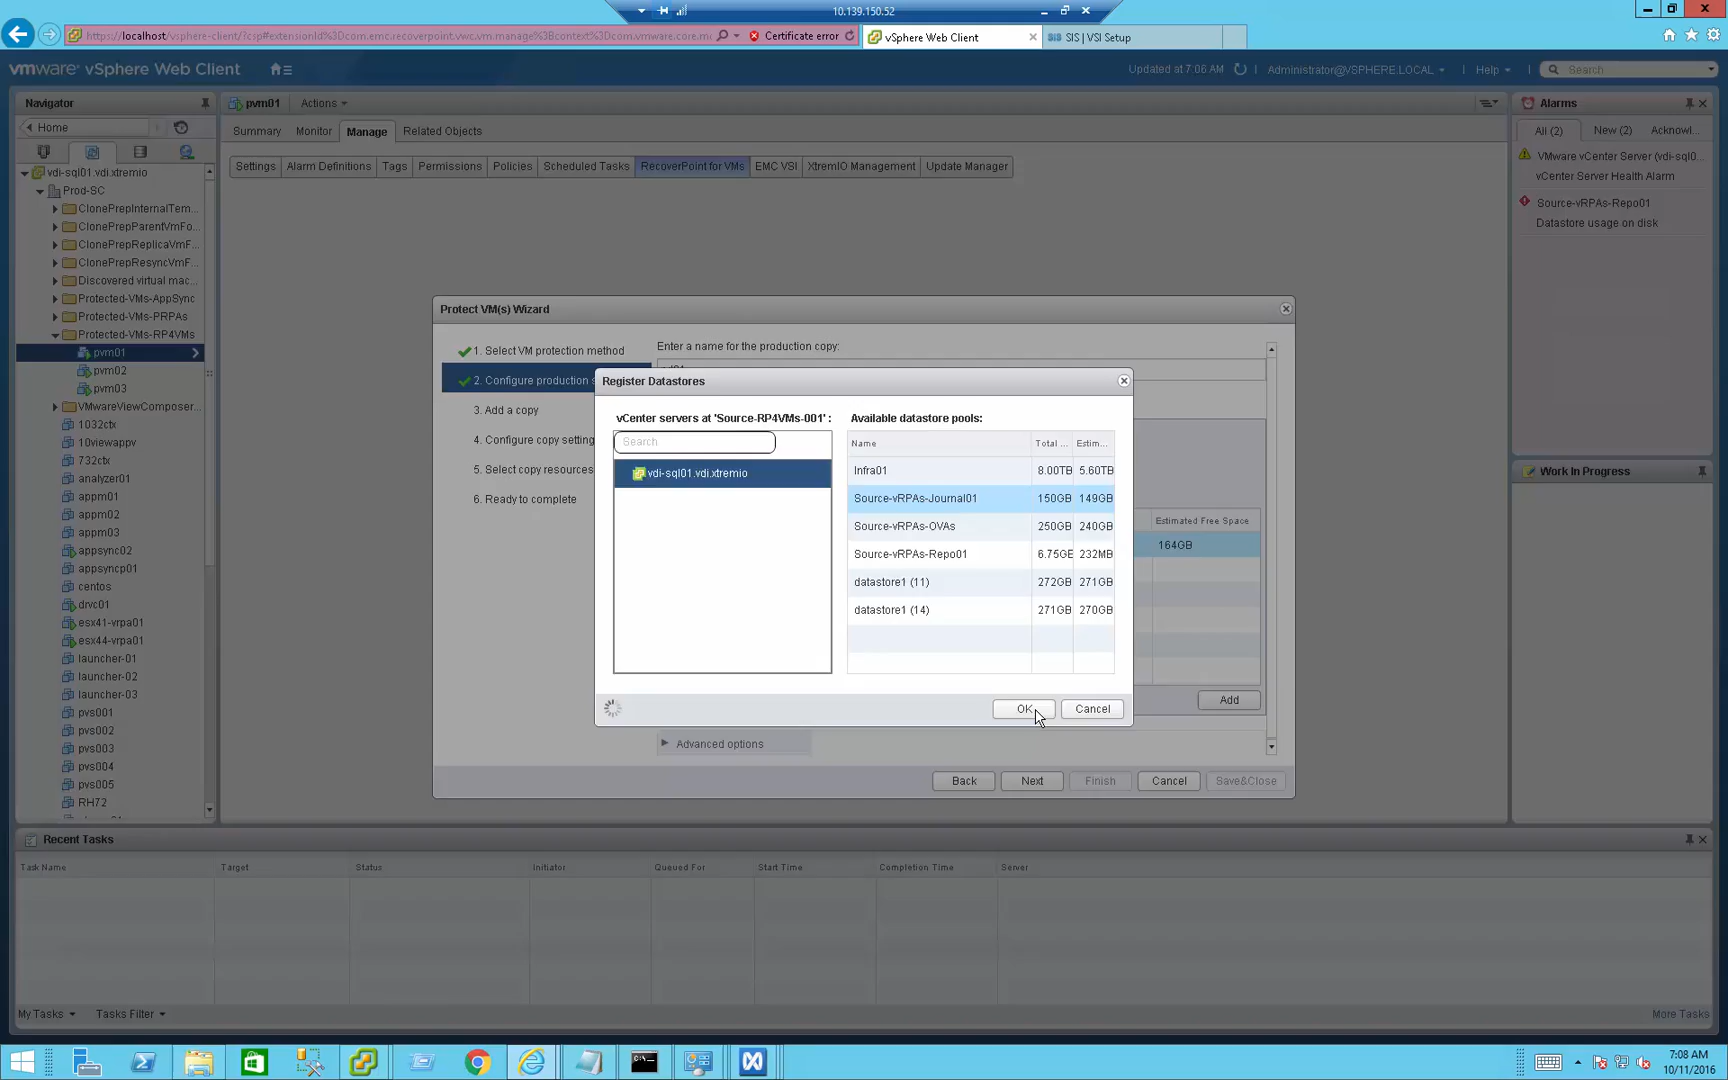 10.139.150.52
https://localhost/vsphere-client/?csp#extensionId%3Dcom.emc.recoverpoint.vwc.vm.manage%3Bcontext%3Dcom.vmware.core.mo
Certificate error
vSphere Web Client
SIS | VSI Setup
vmware® vSphere Web Client
Updated at 7:06 AM
Administrator@VSPHERE.LOCAL
Help
Search
Navigator
Home
vdi-sql01.vdi.xtremio
Prod-SC
ClonePrepInternalTem...
ClonePrepParentVmFo...
ClonePrepReplicaVmF...
ClonePrepResyncVmF...
Discovered virtual mac...
Protected-VMs-AppSync
Protected-VMs-PRPAs
Protected-VMs-RP4VMs
pvm01
pvm02
pvm03
VMwareViewComposer...
1032ctx
10viewappv
732ctx
analyzer01
appm01
appm02
appm03
appsync02
appsyncp01
centos
drvc01
esx41-vrpa01
esx44-vrpa01
launcher-01
launcher-02
launcher-03
pvs001
pvs002
pvs003
pvs004
pvs005
RH72
pvm01
Actions
Summary
Monitor
Manage
Related Objects
Settings
Alarm Definitions
Tags
Permissions
Policies
Scheduled Tasks
RecoverPoint for VMs
EMC VSI
XtremIO Management
Update Manager
Protect VM(s) Wizard
1. Select VM protection method
2. Configure production s
3. Add a copy
4. Configure copy setting
5. Select copy resources
6. Ready to complete
Enter a name for the production copy:
Estimated Free Space
164GB
Add
Advanced options
Back
Next
Finish
Cancel
Save&Close
Register Datastores
vCenter servers at 'Source-RP4VMs-001' :
Search
vdi-sql01.vdi.xtremio
Available datastore pools:
Name Total ... Estim...
Infra01 8.00TB 5.60TB
Source-vRPAs-Journal01 150GB 149GB
Source-vRPAs-OVAs 250GB 240GB
Source-vRPAs-Repo01 6.75GE 232MB
datastore1 (11) 272GB 271GB
datastore1 (14) 271GB 270GB
OK
Cancel
Alarms
All (2)
New (2)
Acknowl...
VMware vCenter Server (vdi-sql0...
vCenter Server Health Alarm
Source-vRPAs-Repo01
Datastore usage on disk
Work In Progress
Recent Tasks
Task Name
Target
Status
Initiator
Queued For
Start Time
Completion Time
Server
My Tasks
Tasks Filter
More Tasks
7:08 AM
10/11/2016